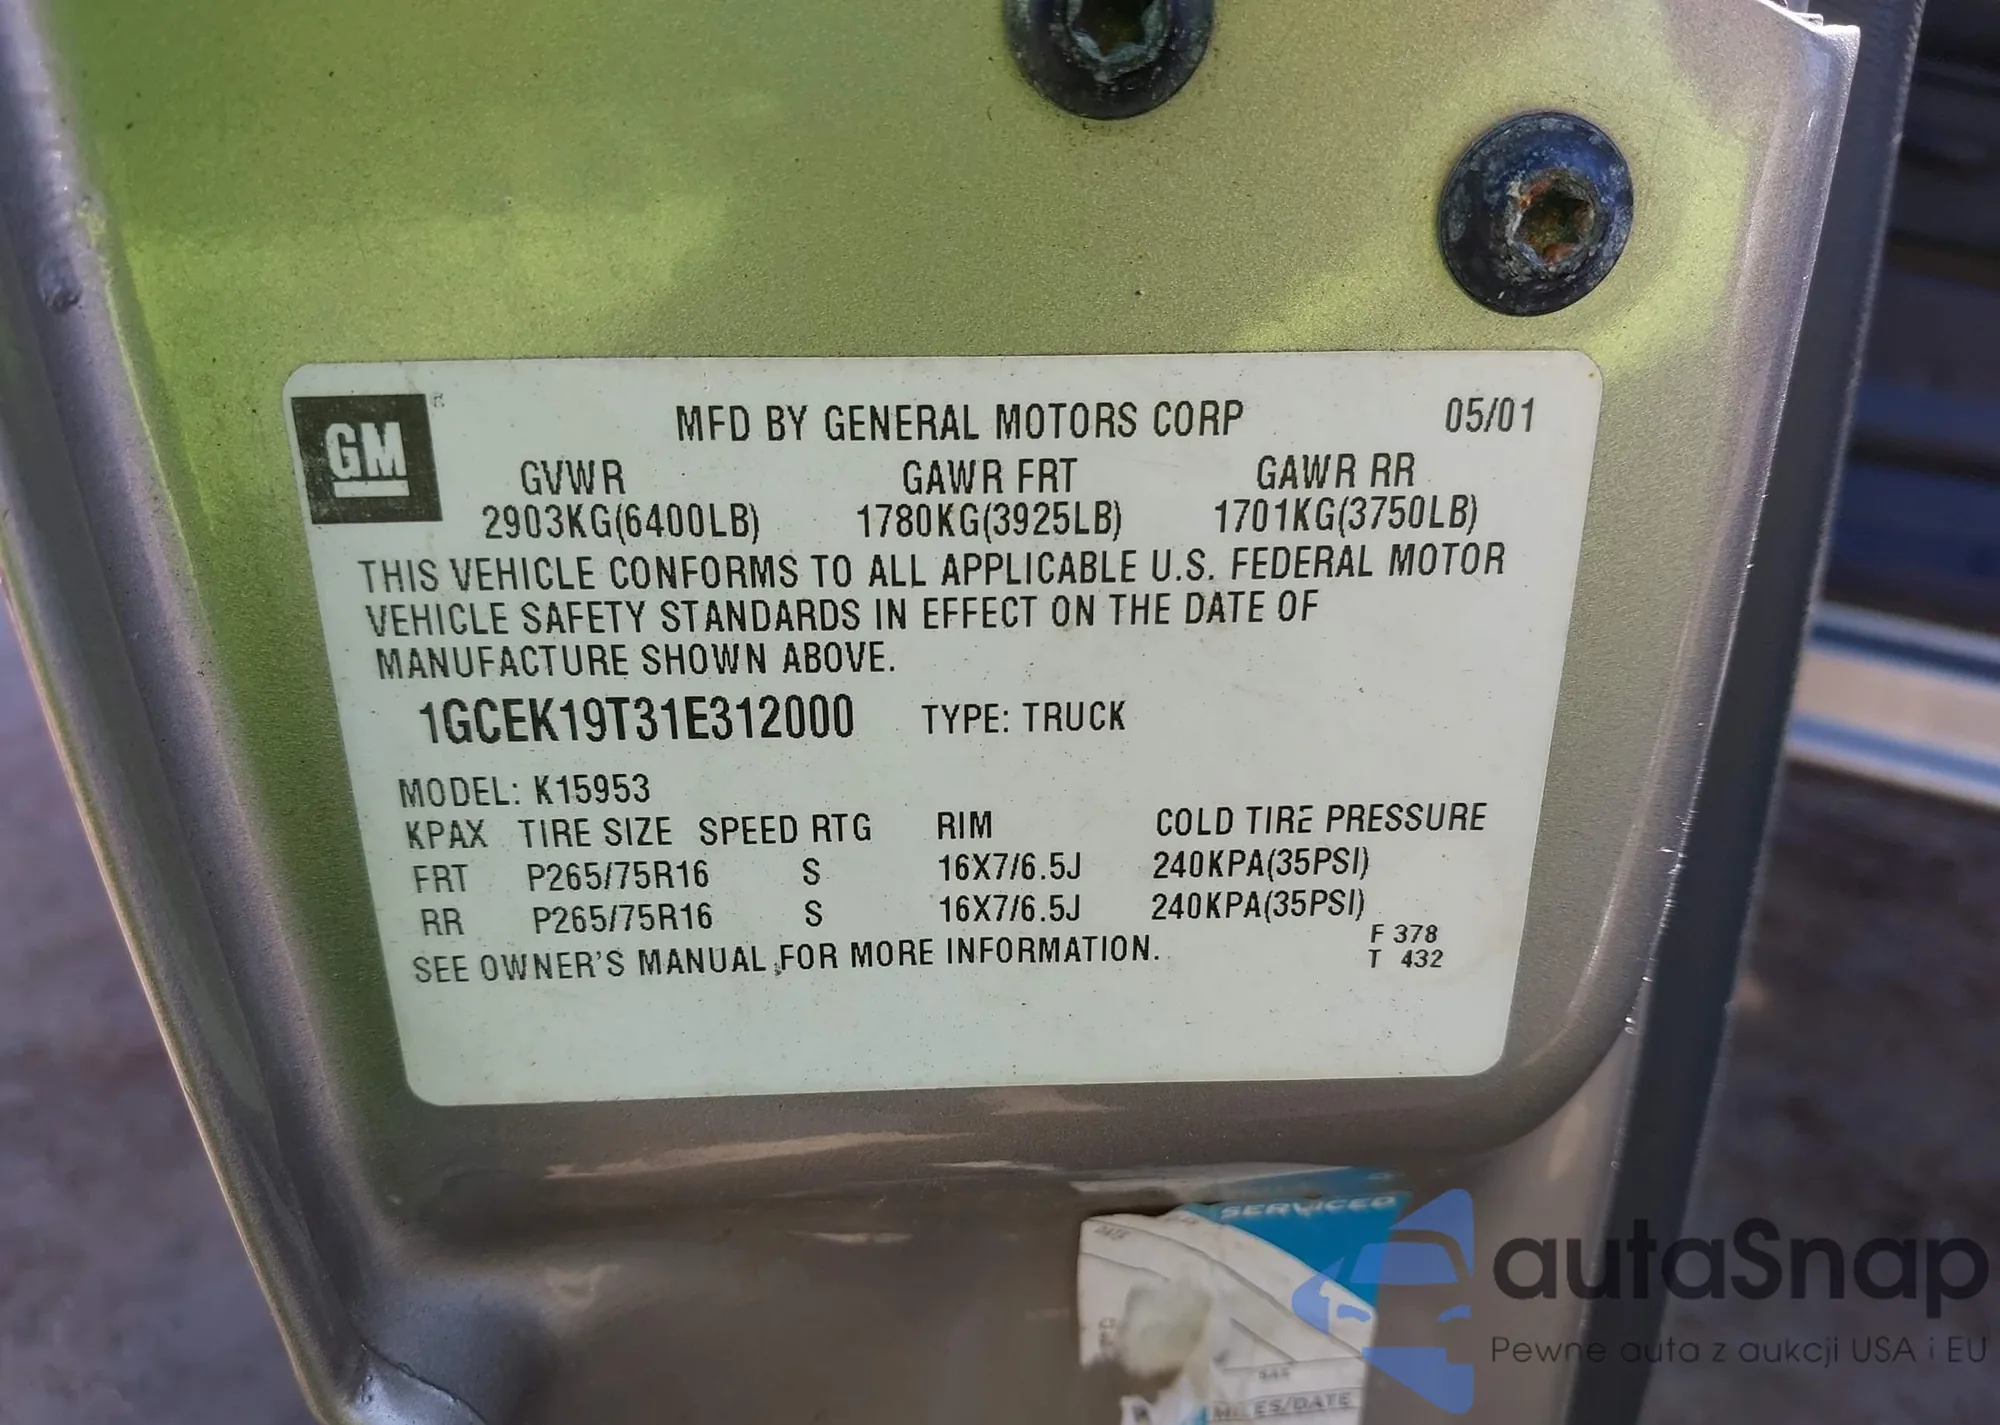 GM
MFD BY GENERAL MOTORS CORP 05/01
GVWR GAWR FRT GAWR RR
2903KG(6400LB) 1780KG(3925LB) 1701KG(3750LB)
THIS VEHICLE CONFORMS TO ALL APPLICABLE U.S. FEDERAL MOTOR
VEHICLE SAFETY STANDARDS IN EFFECT ON THE DATE OF
MANUFACTURE SHOWN ABOVE.
1GCEK19T31E312000 TYPE: TRUCK
MODEL: K15953
KPAX TIRE SIZE SPEED RTG RIM COLD TIRE PRESSURE
FRT P265/75R16 S 16X7/6.5J 240KPA(35PSI)
RR P265/75R16 S 16X7/6.5J 240KPA(35PSI)
F 378
T 432
SEE OWNER'S MANUAL FOR MORE INFORMATION.
SERVICED
DATE
MILES/DATE
autaSnap
Pewne auta z aukcji USA i EU